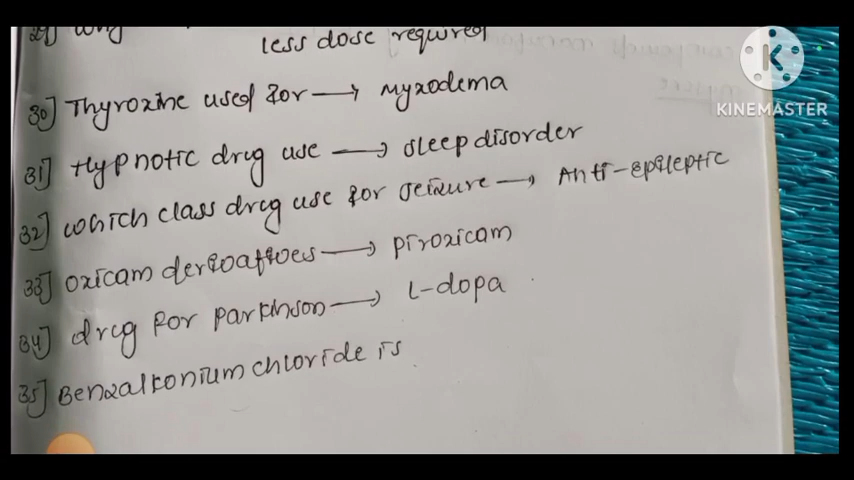 29]
less dose required
30] Thyroxine used for → myxodema
31] Hypnotic drug use → sleep disorder
32] which class drug use for seizure → Anti-epileptic
33] oxicam derivatives → piroxicam
34] drug for parkinson → L-dopa
35] Benzalkonium chloride is
K
KINEMASTER